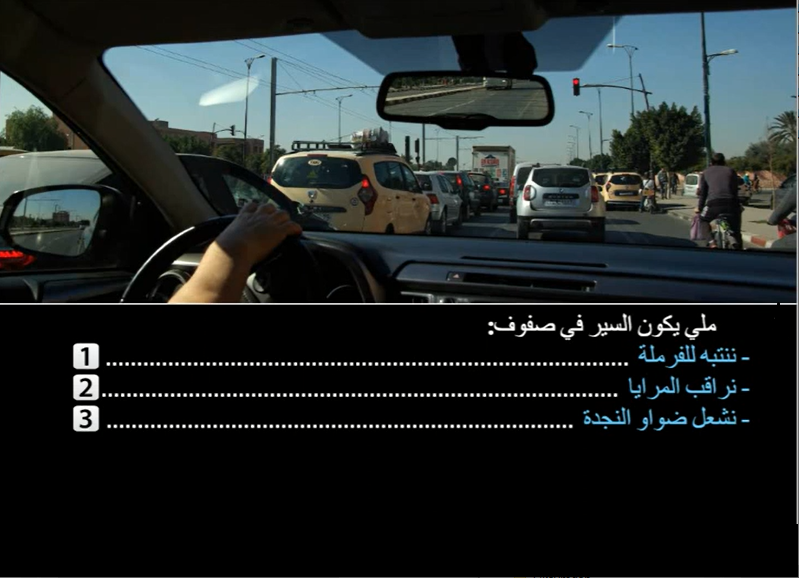 ملي يكون السير في صفوف:
- ننتبه للفرملة ........................................ 1
- نراقب المرايا ........................................ 2
- نشعل ضواو النجدة ........................................ 3